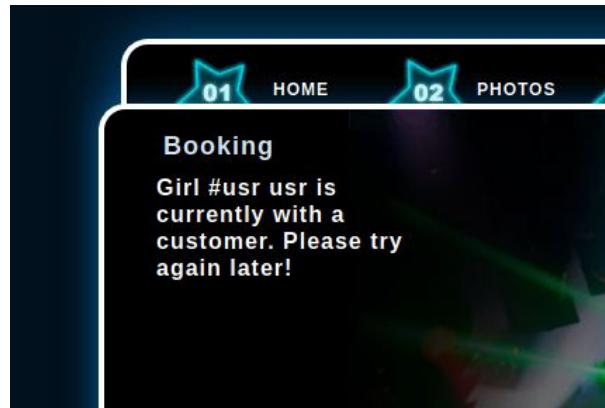 01 HOME 02 PHOTOS
Booking
Girl #usr usr is
currently with a
customer. Please try
again later!